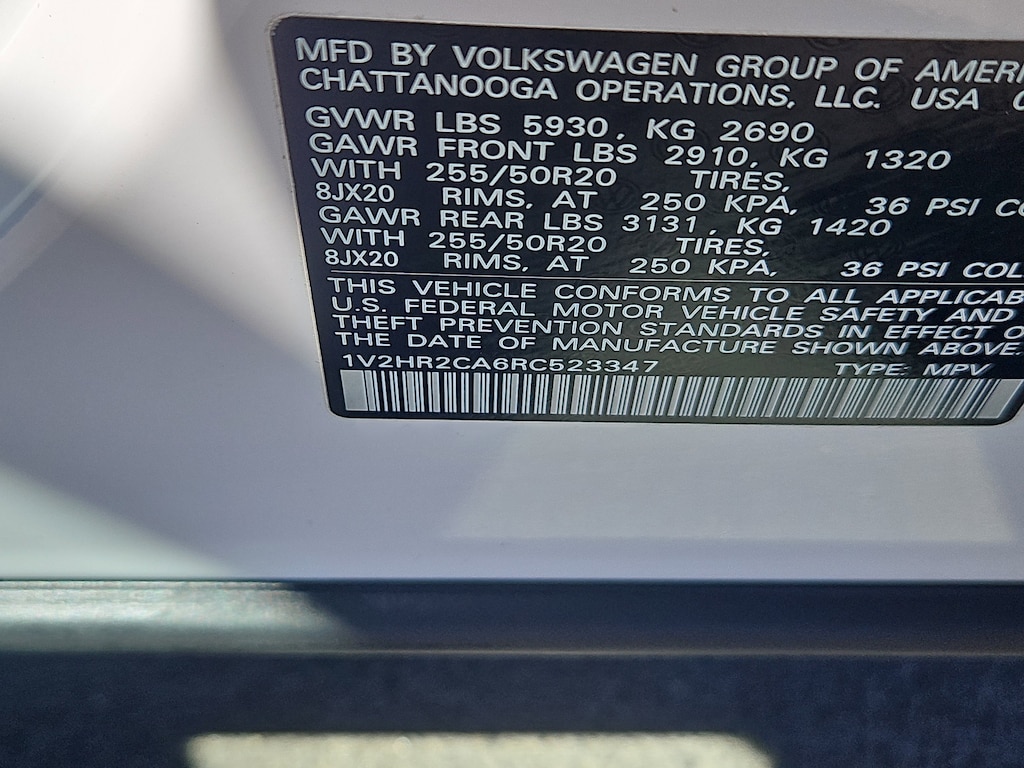 MFD BY VOLKSWAGEN GROUP OF AMERI
CHATTANOOGA OPERATIONS, LLC. USA
GVWR LBS 5930, KG 2690
GAWR FRONT LBS 2910, KG 1320
WITH 255/50R20 TIRES,
8JX20 RIMS, AT 250 KPA, 36 PSI CO
GAWR REAR LBS 3131, KG 1420
WITH 255/50R20 TIRES,
8JX20 RIMS, AT 250 KPA, 36 PSI COL
THIS VEHICLE CONFORMS TO ALL APPLICAB
U.S. FEDERAL MOTOR VEHICLE SAFETY AND
THEFT PREVENTION STANDARDS IN EFFECT O
THE DATE OF MANUFACTURE SHOWN ABOVE.
1V2HR2CA6RC523347 TYPE: MPV